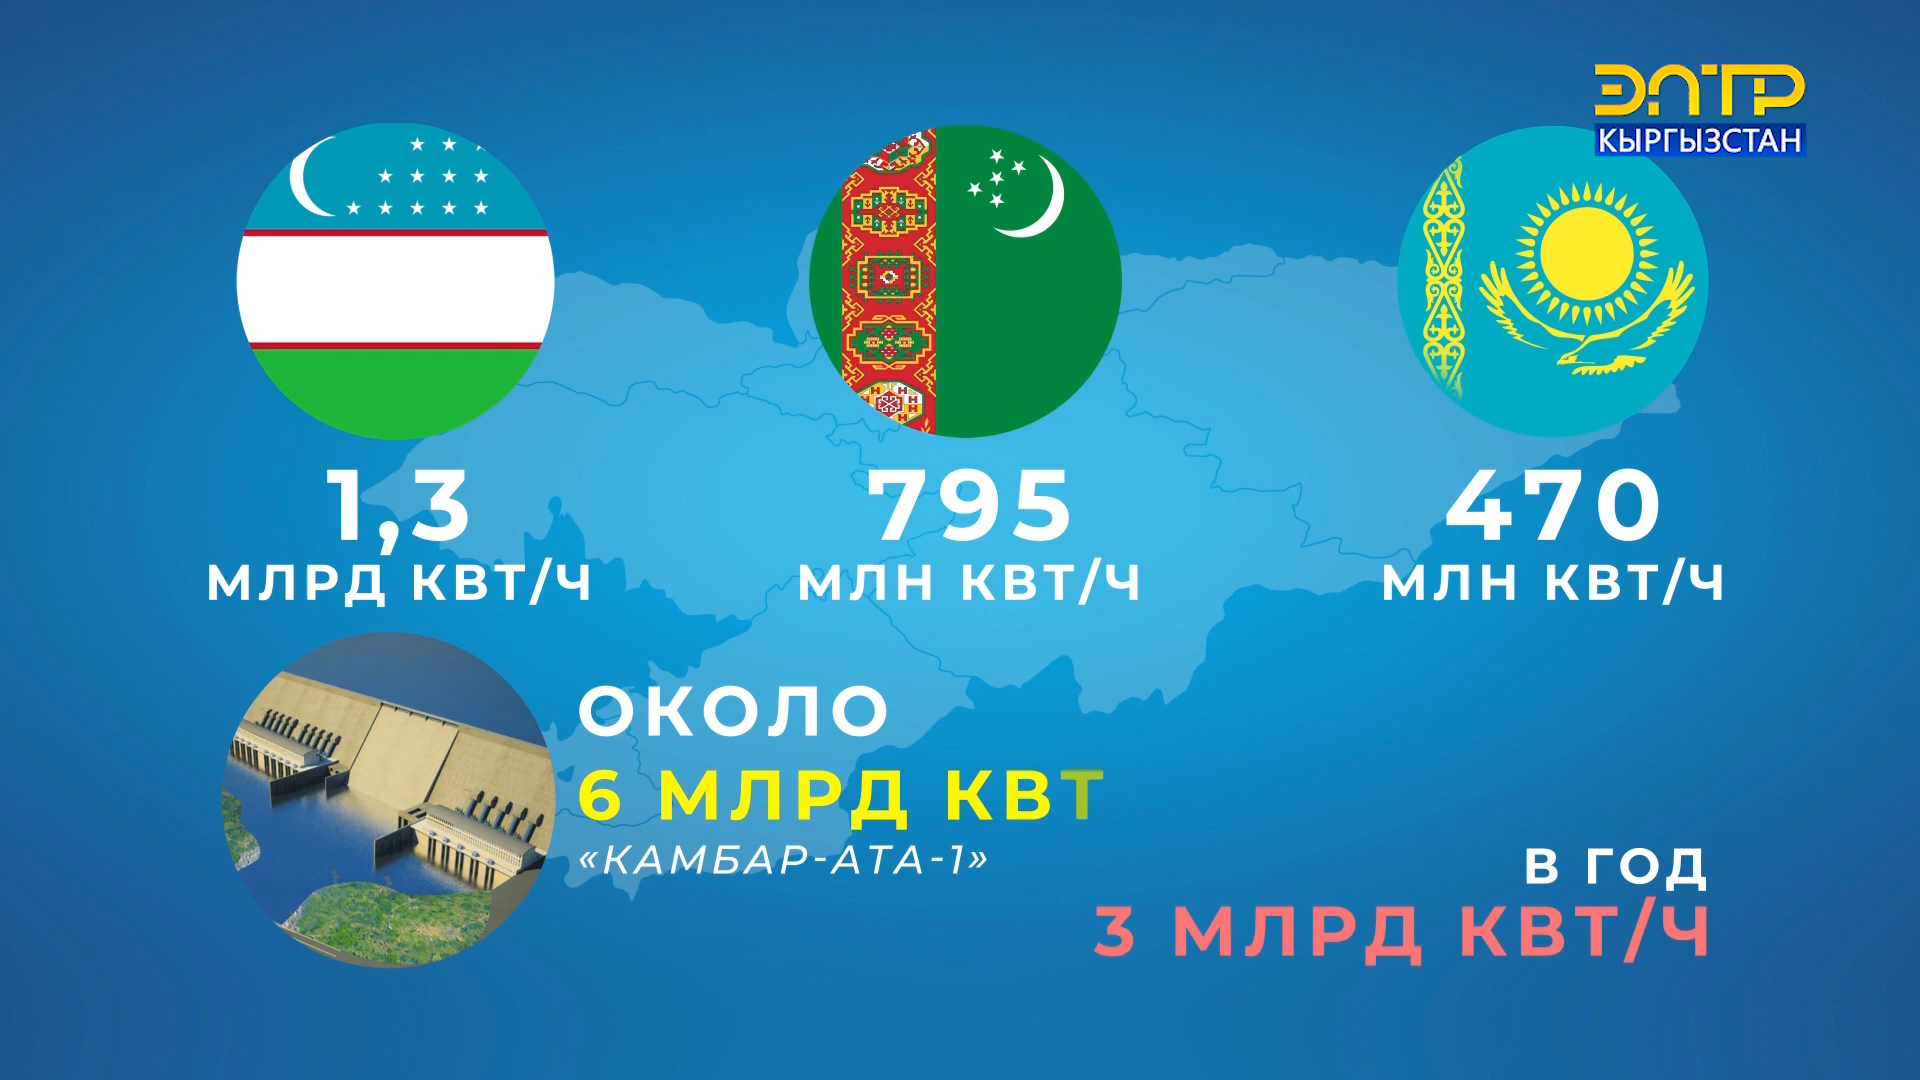 ЭЛТР
КЫРГЫЗСТАН
1,3
МЛРД КВТ/Ч
795
МЛН КВТ/Ч
470
МЛН КВТ/Ч
ОКОЛО
6 МЛРД КВТ
«КАМБАР-АТА-1»
В ГОД
3 МЛРД КВТ/Ч